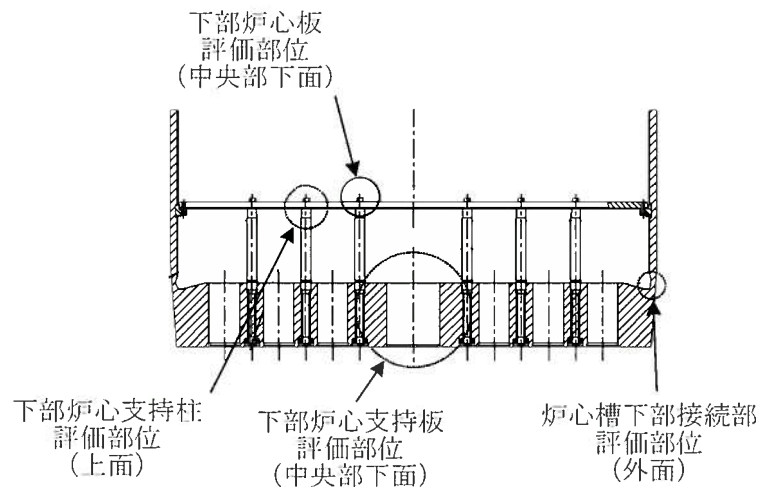 下部炉心板
評価部位
（中央部下面）
下部炉心支持柱
評価部位
（上面）
下部炉心支持板
評価部位
（中央部下面）
炉心槽下部接続部
評価部位
（外面）